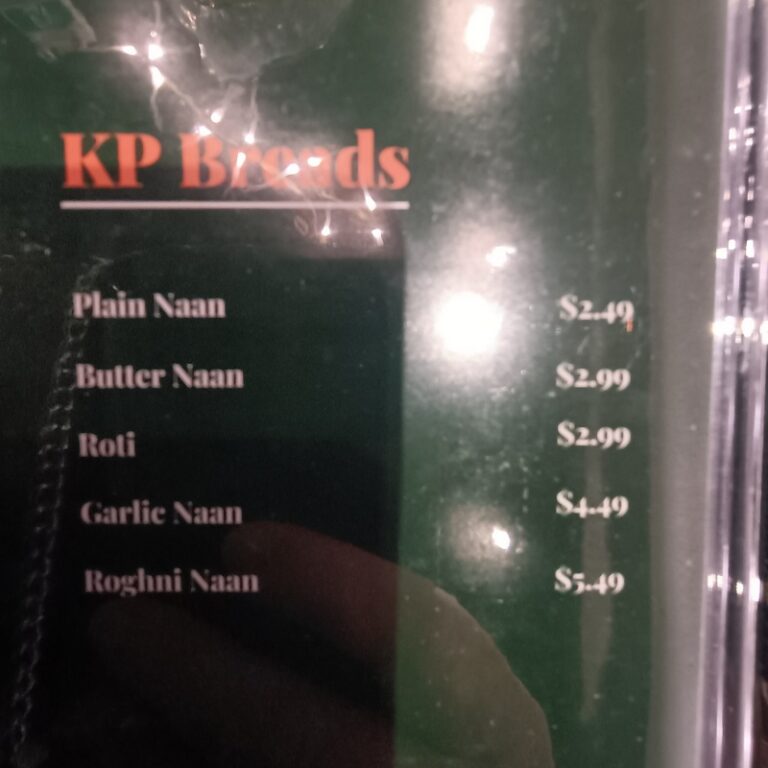 KP Breads
Plain Naan $2.49
Butter Naan $2.99
Roti $2.99
Garlic Naan $4.49
Roghni Naan $5.49